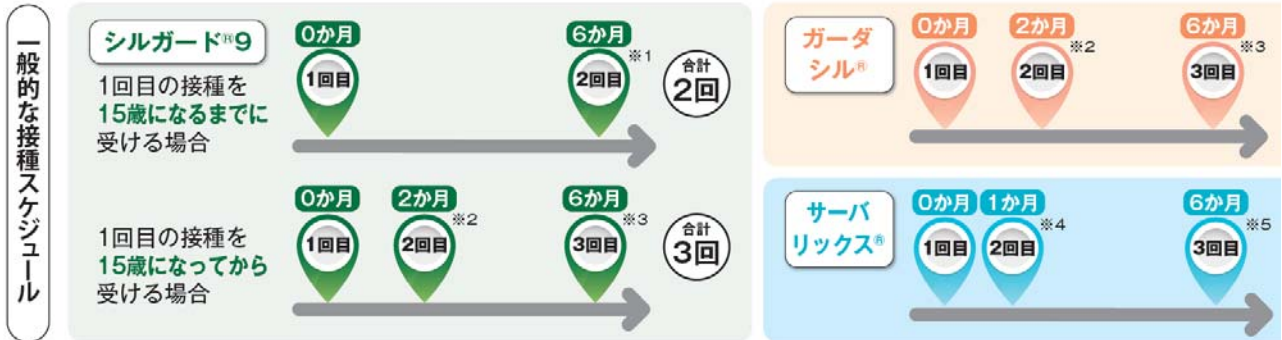 一般的な接種スケジュール
シルガード®9
1回目の接種を
15歳になるまでに
受ける場合
0か月
1回目
6か月
※1
2回目
合計
2回
1回目の接種を
15歳になってから
受ける場合
0か月
1回目
2か月
※2
2回目
6か月
※3
3回目
合計
3回
ガーダ
シル®
0か月
1回目
2か月
※2
2回目
6か月
※3
3回目
サーバ
リックス®
0か月
1回目
1か月
※4
2回目
6か月
※5
3回目